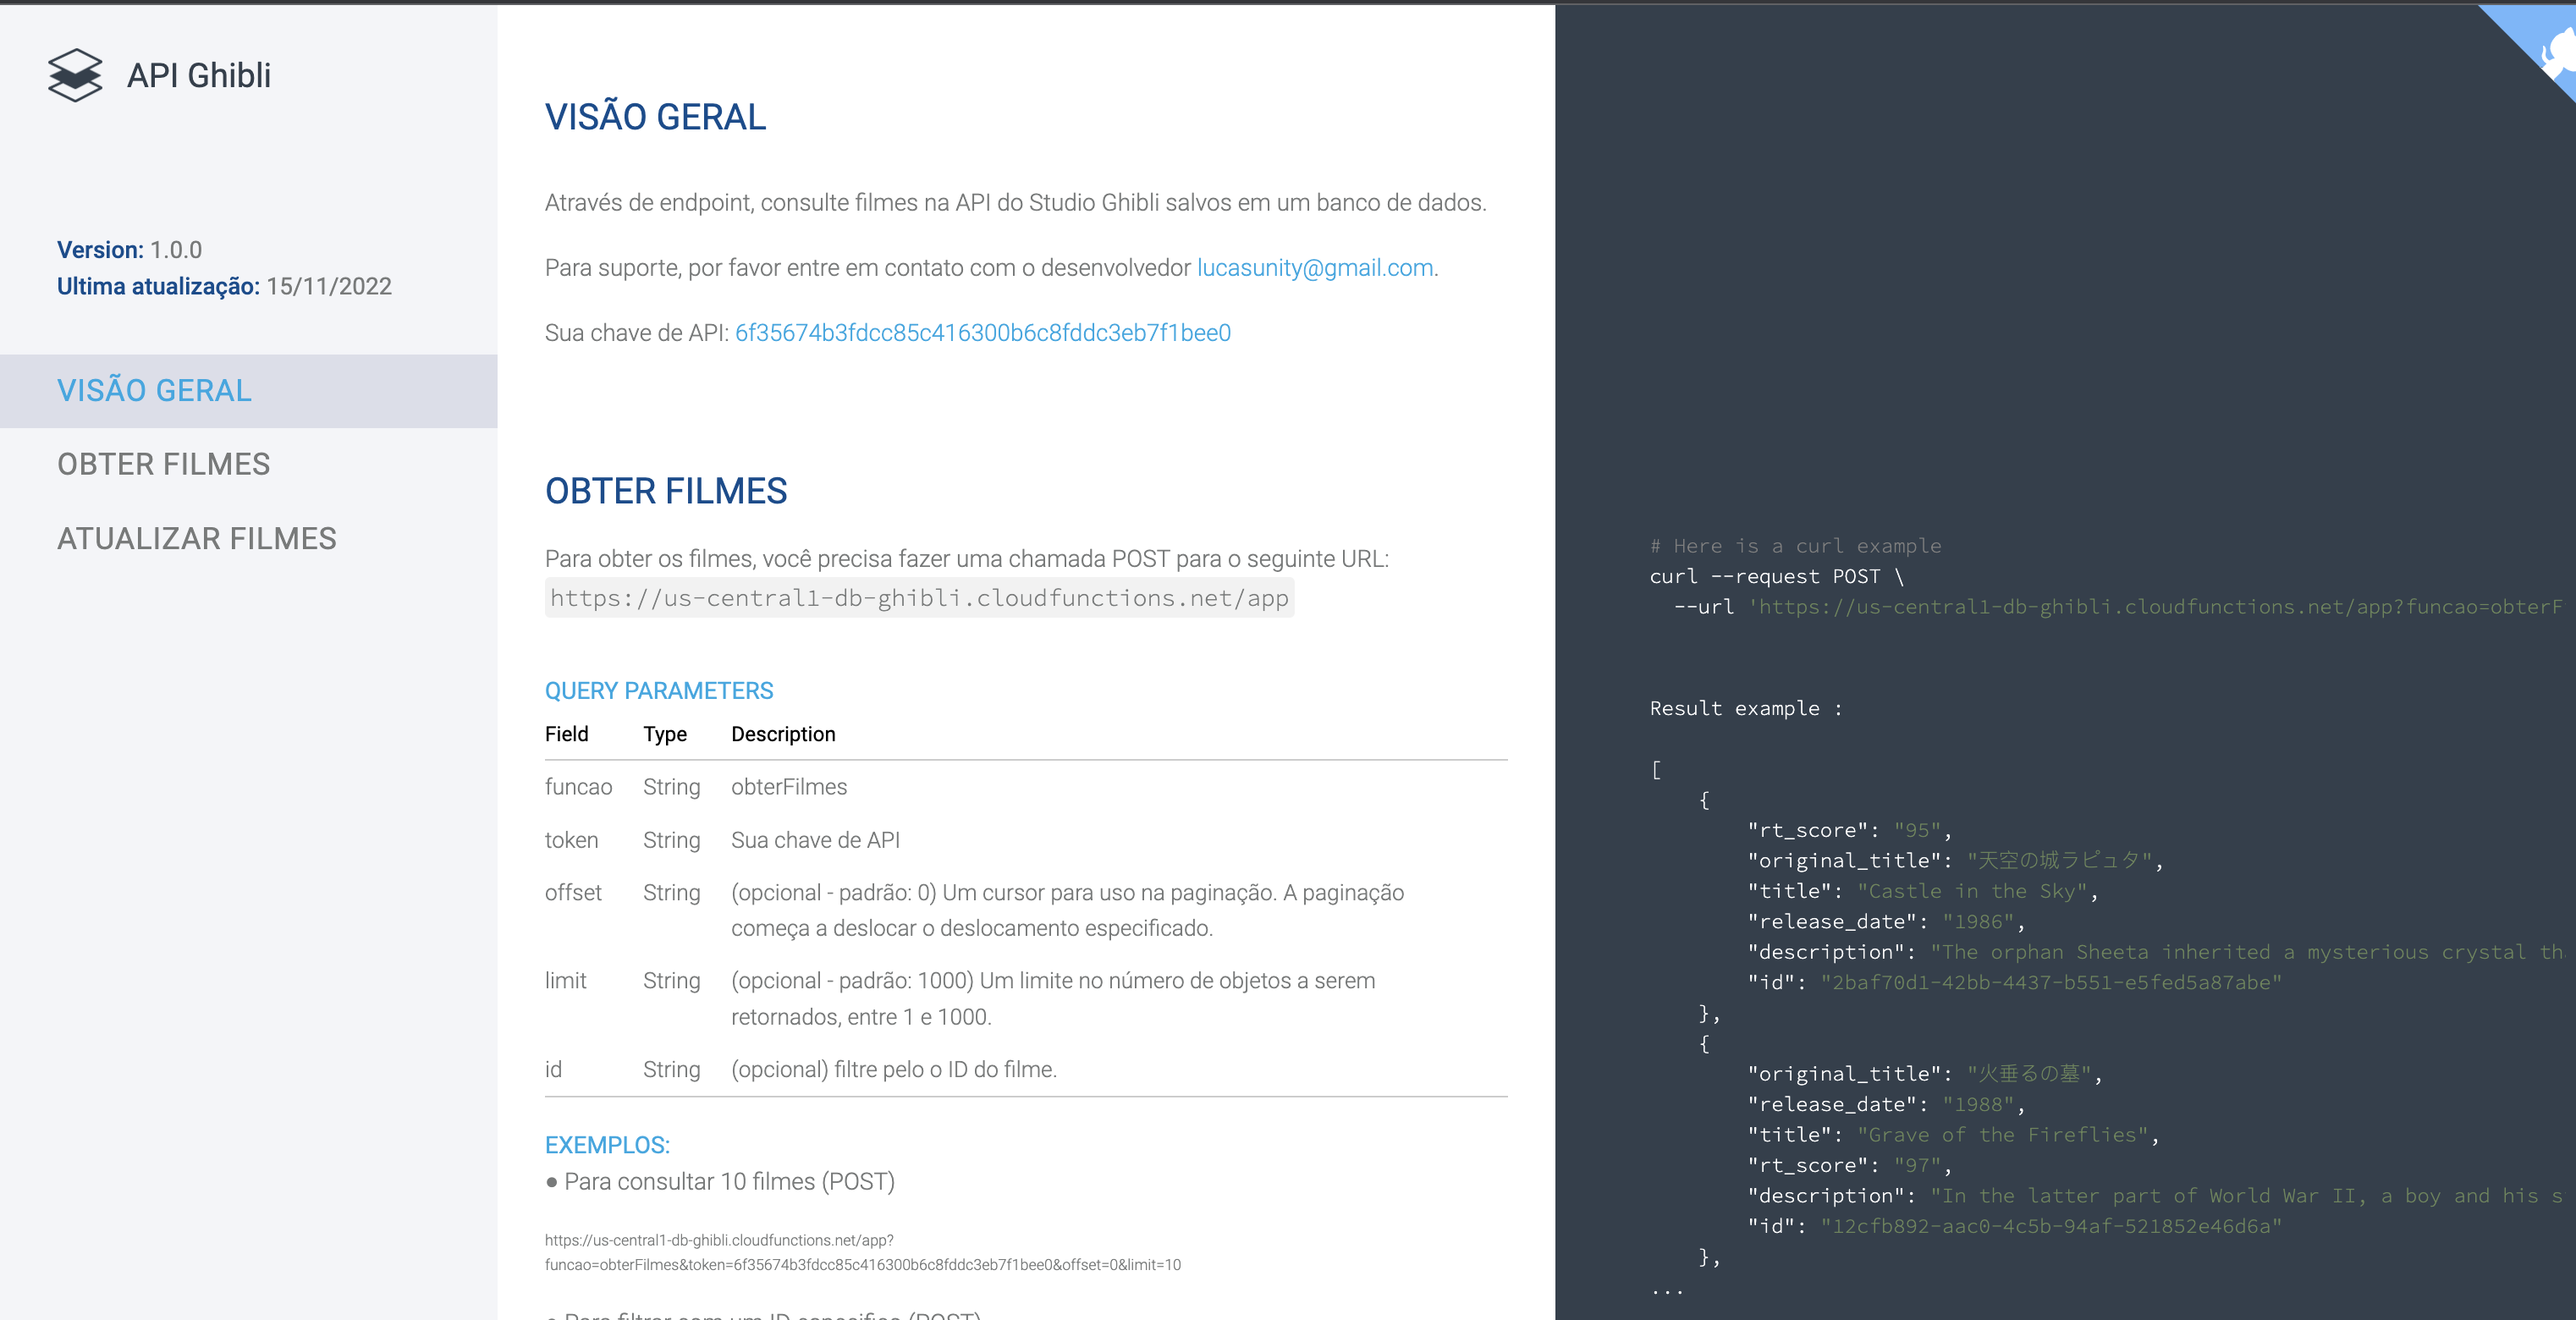 API Ghibli
Version: 1.0.0
Ultima atualização: 15/11/2022
VISÃO GERAL
OBTER FILMES
ATUALIZAR FILMES
VISÃO GERAL
Através de endpoint, consulte filmes na API do Studio Ghibli salvos em um banco de dados.
Para suporte, por favor entre em contato com o desenvolvedor lucasunity@gmail.com.
Sua chave de API: 6f35674b3fdcc85c416300b6c8fddc3eb7f1bee0
OBTER FILMES
Para obter os filmes, você precisa fazer uma chamada POST para o seguinte URL:
https://us-central1-db-ghibli.cloudfunctions.net/app
QUERY PARAMETERS
Field Type Description
funcao String obterFilmes
token String Sua chave de API
offset String (opcional - padrão: 0) Um cursor para uso na paginação. A paginação
começa a deslocar o deslocamento especificado.
limit String (opcional - padrão: 1000) Um limite no número de objetos a serem
retornados, entre 1 e 1000.
id String (opcional) filtre pelo o ID do filme.
EXEMPLOS:
● Para consultar 10 filmes (POST)
https://us-central1-db-ghibli.cloudfunctions.net/app?
funcao=obterFilmes&token=6f35674b3fdcc85c416300b6c8fddc3eb7f1bee0&offset=0&limit=10
● Para filtrar com um ID especifico (POST)
# Here is a curl example
curl --request POST \
--url 'https://us-central1-db-ghibli.cloudfunctions.net/app?funcao=obterF
Result example :
[
{
"rt_score": "95",
"original_title": "天空の城ラピュタ",
"title": "Castle in the Sky",
"release_date": "1986",
"description": "The orphan Sheeta inherited a mysterious crystal th
"id": "2baf70d1-42bb-4437-b551-e5fed5a87abe"
},
{
"original_title": "火垂るの墓",
"release_date": "1988",
"title": "Grave of the Fireflies",
"rt_score": "97",
"description": "In the latter part of World War II, a boy and his s
"id": "12cfb892-aac0-4c5b-94af-521852e46d6a"
},
...